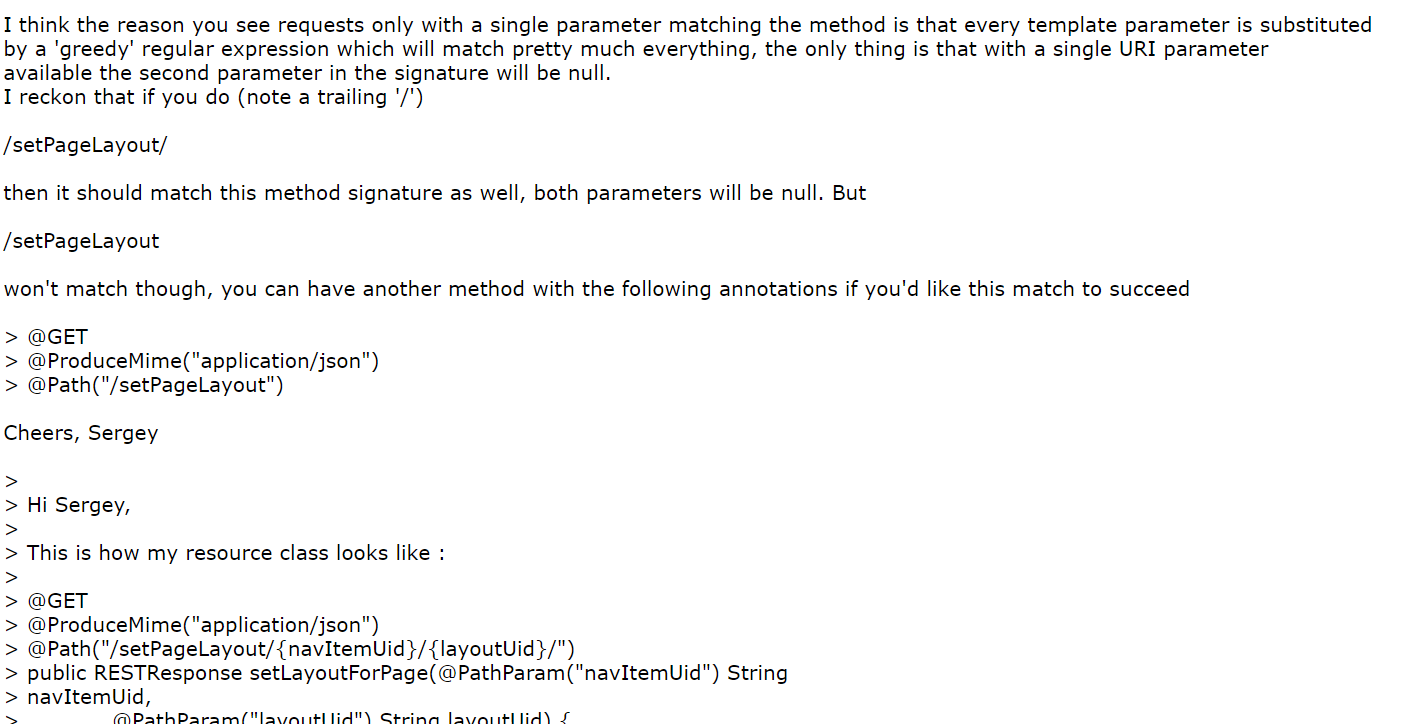 I think the reason you see requests only with a single parameter matching the method is that every template parameter is substituted
by a 'greedy' regular expression which will match pretty much everything, the only thing is that with a single URI parameter
available the second parameter in the signature will be null.
I reckon that if you do (note a trailing '/')
/setPageLayout/
then it should match this method signature as well, both parameters will be null. But
/setPageLayout
won't match though, you can have another method with the following annotations if you'd like this match to succeed
> @GET
> @ProduceMime("application/json")
> @Path("/setPageLayout")
Cheers, Sergey
>
> Hi Sergey,
>
> This is how my resource class looks like :
>
> @GET
> @ProduceMime("application/json")
> @Path("/setPageLayout/{navItemUid}/{layoutUid}/")
> public RESTResponse setLayoutForPage(@PathParam("navItemUid") String
> navItemUid,
> @PathParam("layoutUid") String layoutUid) {